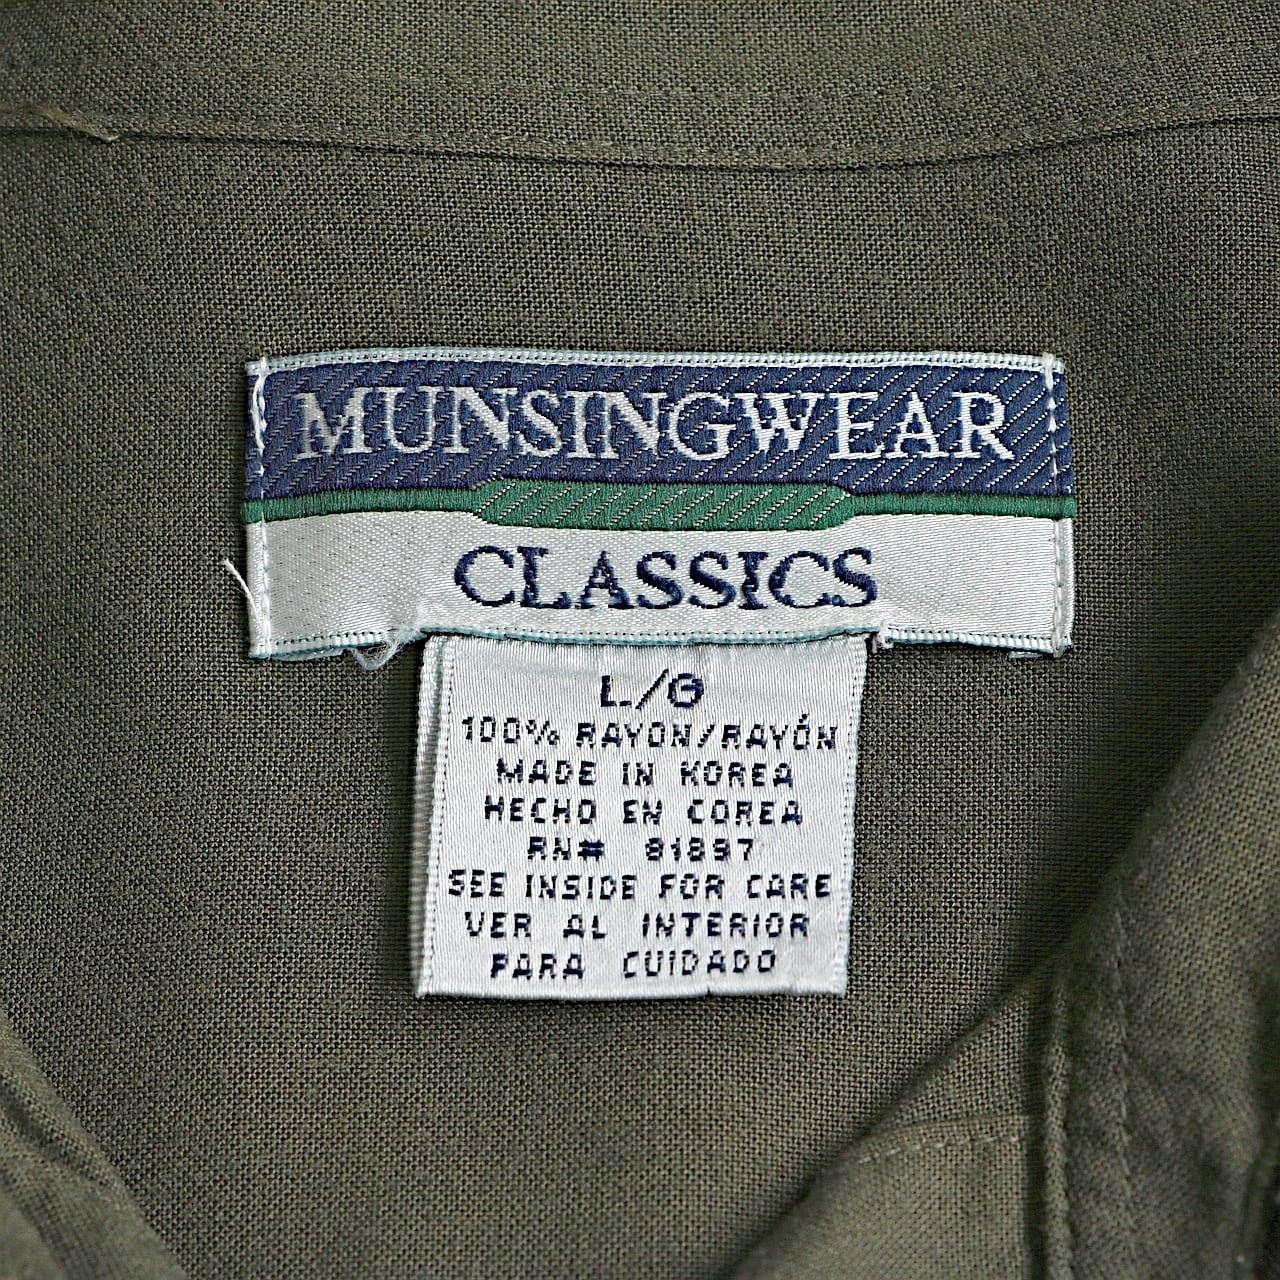 MUNSINGWEAR
CLASSICS
L/G
100% RAYON/RAYÓN
MADE IN KOREA
HECHO EN COREA
RN# 81897
SEE INSIDE FOR CARE
VER AL INTERIOR
PARA CUIDADO